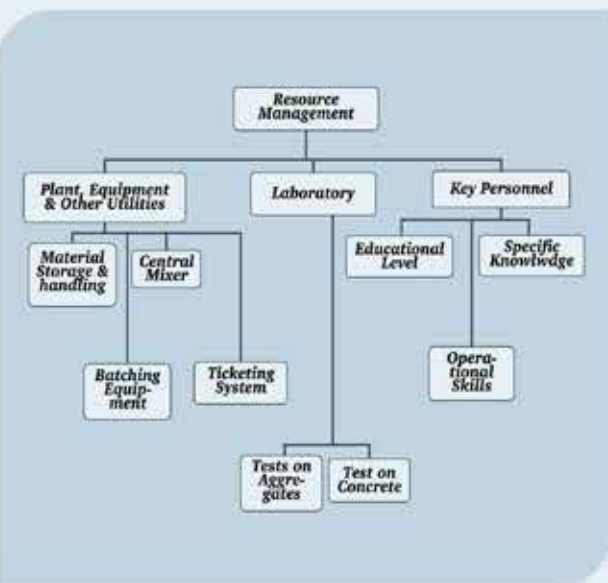 Resource
Management
Plant, Equipment
& Other Utilities
Laboratory
Key Personnel
Material
Storage &
handling
Central
Mixer
Educational
Level
Specific
Knowlwdge
Batching
Equip-
ment
Ticketing
System
Opera-
tional
Skills
Tests on
Aggre-
gates
Test on
Concrete